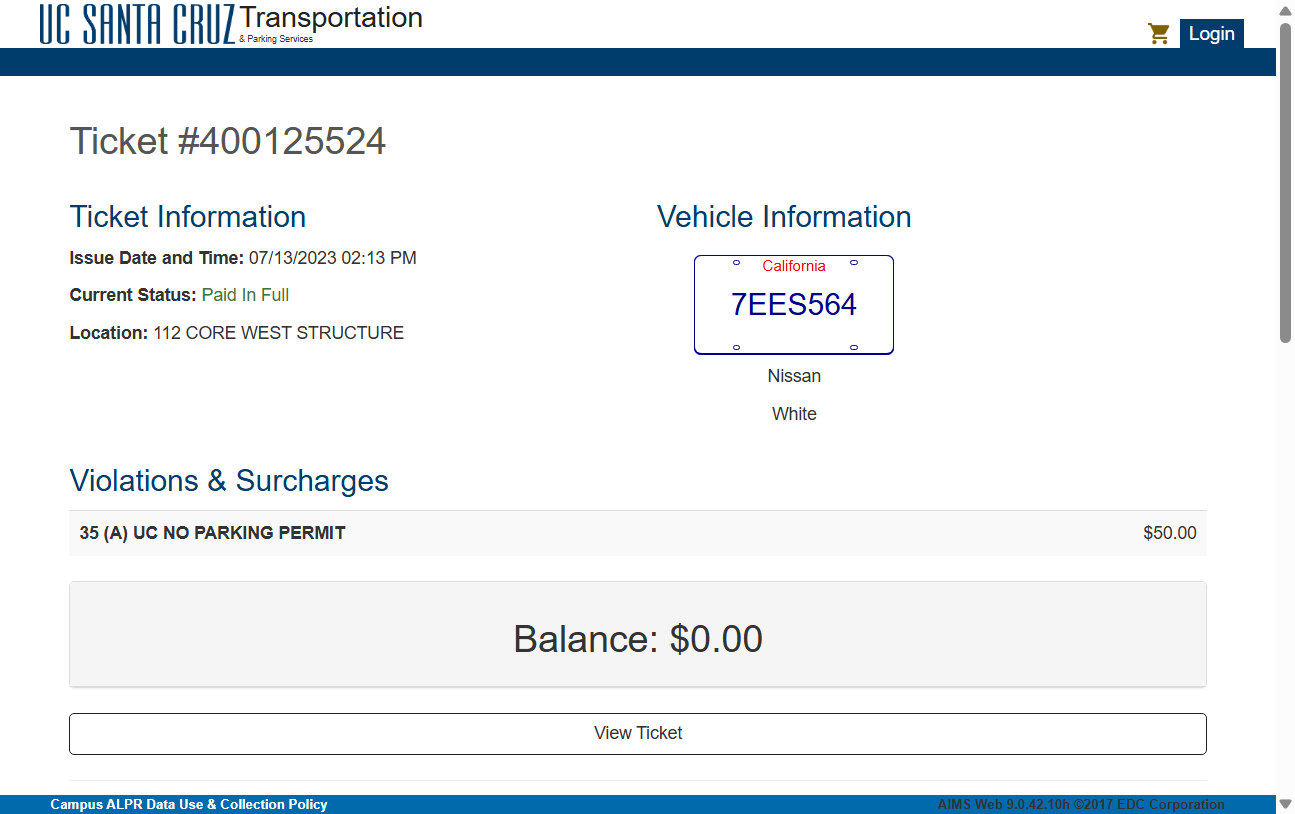 UC SANTA CRUZ Transportation
& Parking Services
Login
Ticket #400125524
Ticket Information
Issue Date and Time: 07/13/2023 02:13 PM
Current Status: Paid In Full
Location: 112 CORE WEST STRUCTURE
Vehicle Information
California
7EES564
Nissan
White
Violations & Surcharges
35 (A) UC NO PARKING PERMIT $50.00
Balance: $0.00
View Ticket
Campus ALPR Data Use & Collection Policy
AIMS Web 9.0.42.10h ©2017 EDC Corporation